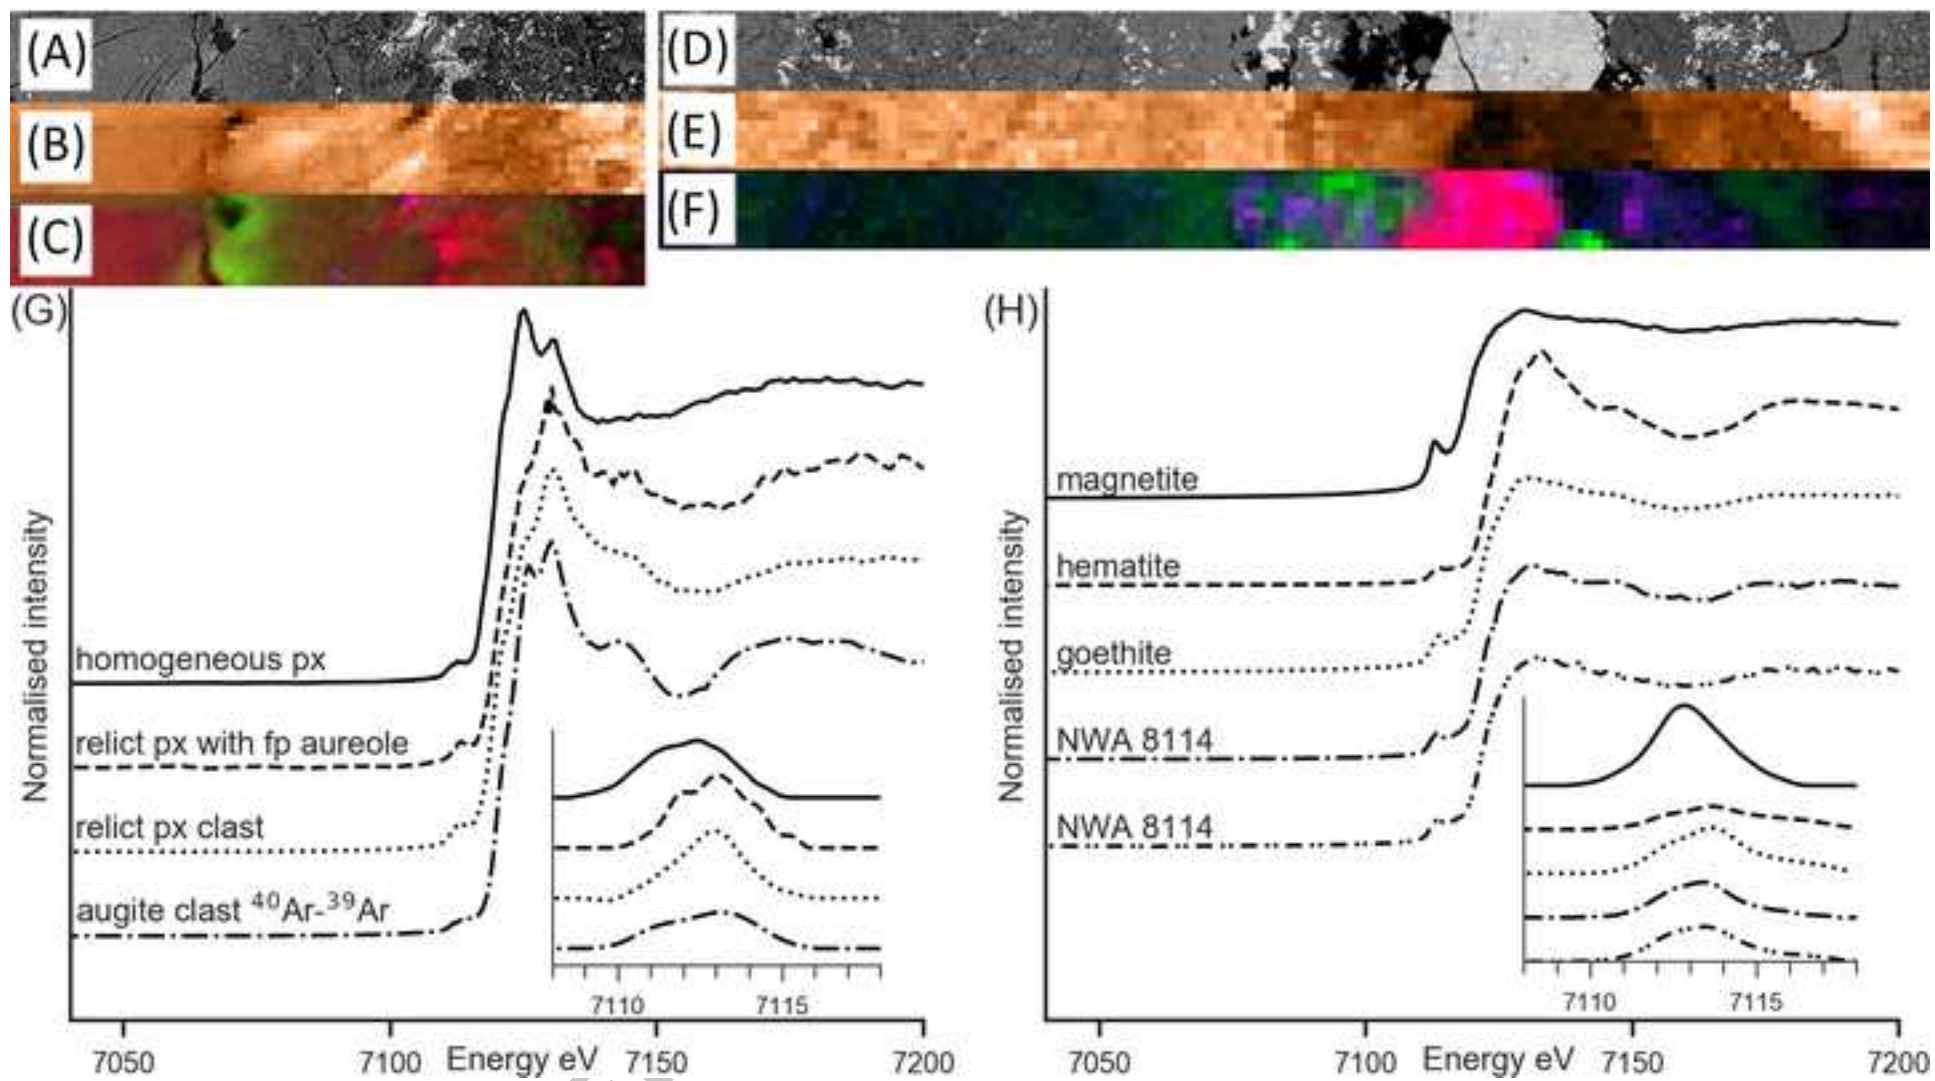 (A)
(B)
(C)
(D)
(E)
(F)
(G)
Normalised intensity
homogeneous px
relict px with fp aureole
relict px clast
augite clast ⁴⁰Ar-³⁹Ar
7110 7115
7050 7100 Energy eV 7150 7200
(H)
Normalised intensity
magnetite
hematite
goethite
NWA 8114
NWA 8114
7110 7115
7050 7100 Energy eV 7150 7200